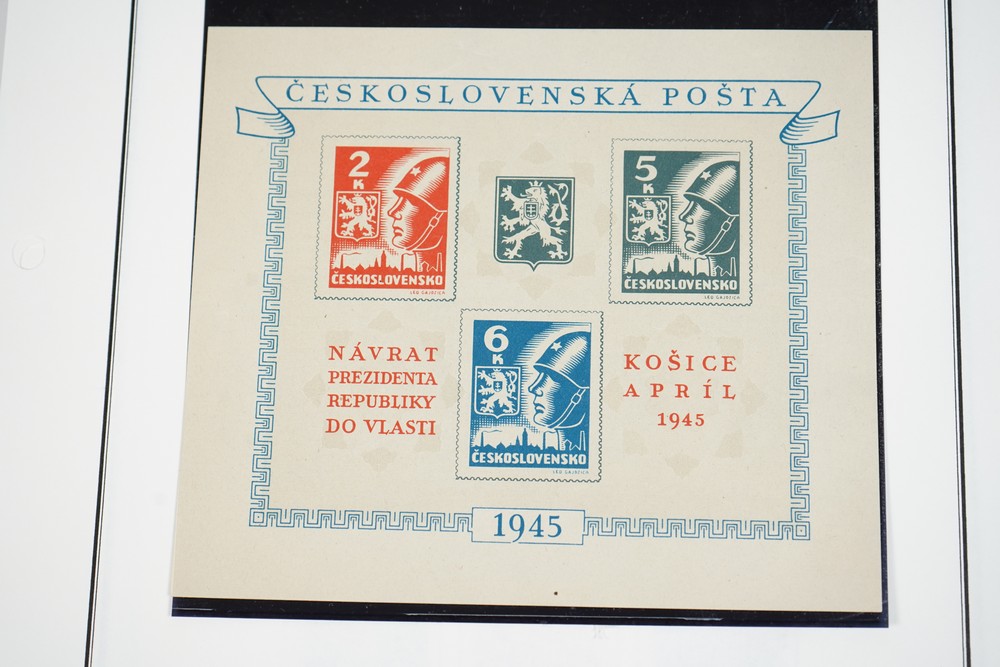 ČESKOSLOVENSKÁ POŠTA
2
K
ČESKOSLOVENSKO
5
K
ČESKOSLOVENSKO
6
K
ČESKOSLOVENSKO
NÁVRAT
PREZIDENTA
REPUBLIKY
DO VLASTI
KOŠICE
APRÍL
1945
1945